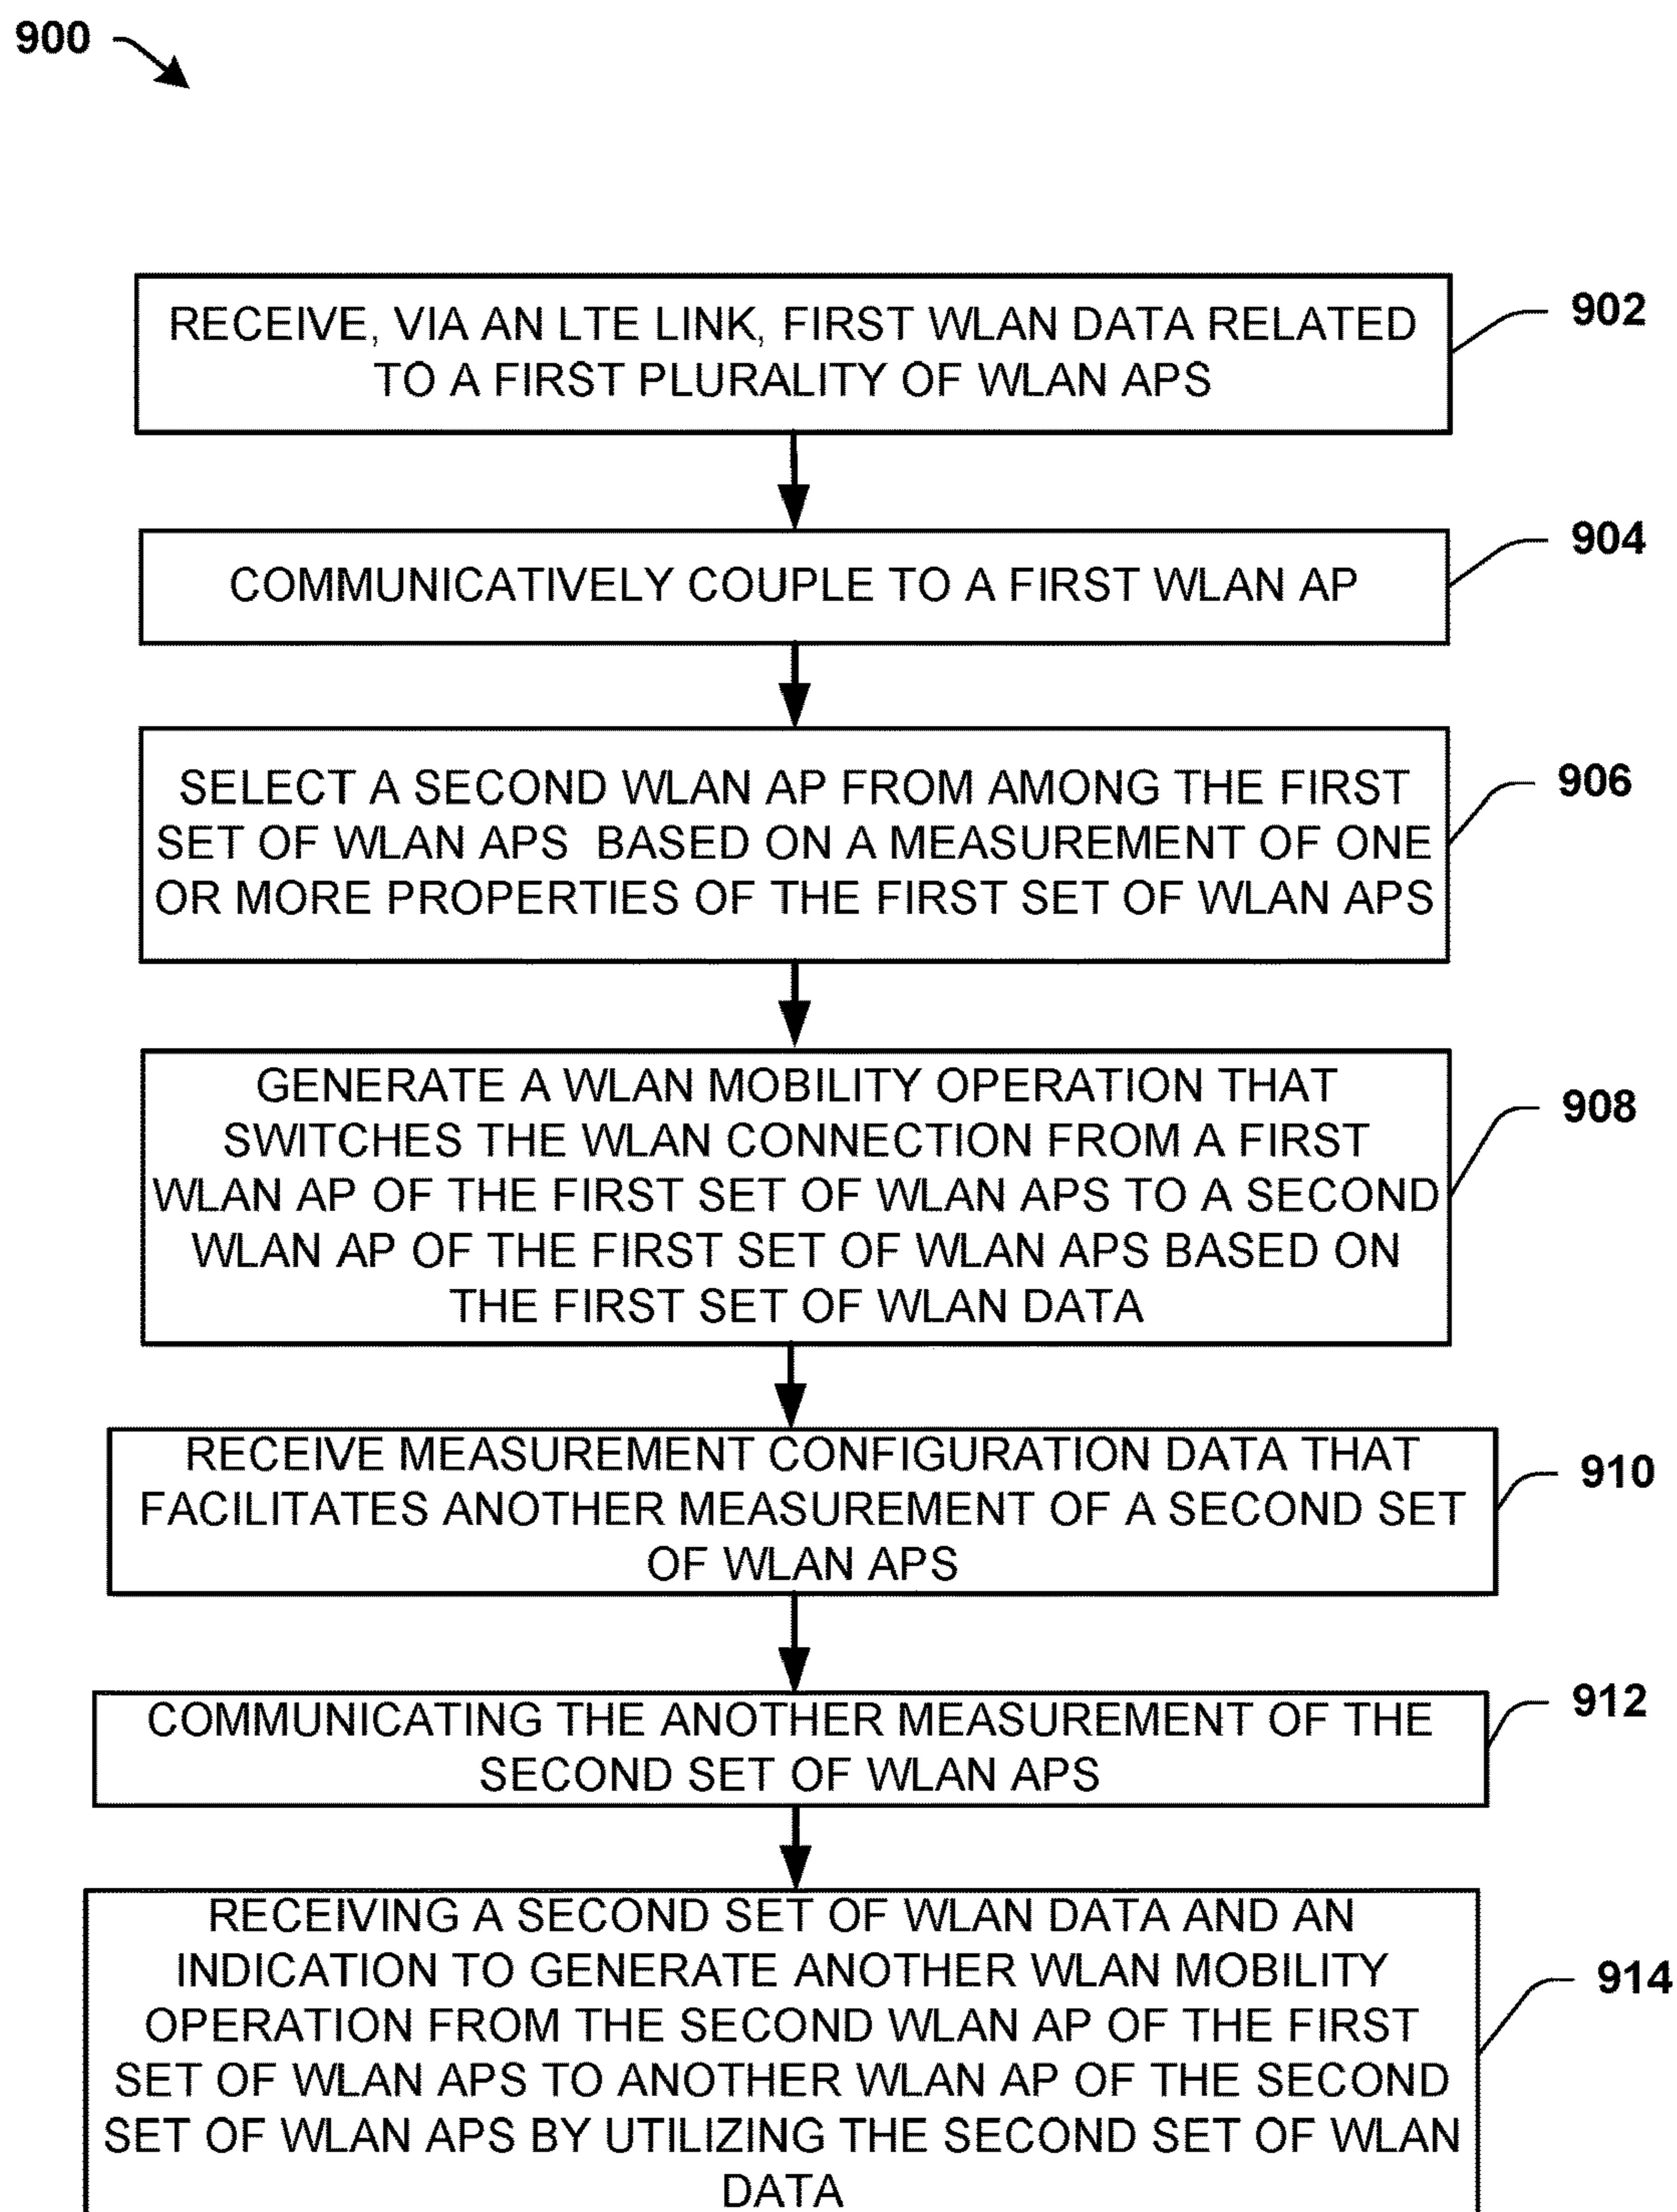 900
RECEIVE, VIA AN LTE LINK, FIRST WLAN DATA RELATED
TO A FIRST PLURALITY OF WLAN APS
902
COMMUNICATIVELY COUPLE TO A FIRST WLAN AP
904
SELECT A SECOND WLAN AP FROM AMONG THE FIRST
SET OF WLAN APS BASED ON A MEASUREMENT OF ONE
OR MORE PROPERTIES OF THE FIRST SET OF WLAN APS
906
GENERATE A WLAN MOBILITY OPERATION THAT
SWITCHES THE WLAN CONNECTION FROM A FIRST
WLAN AP OF THE FIRST SET OF WLAN APS TO A SECOND
WLAN AP OF THE FIRST SET OF WLAN APS BASED ON
THE FIRST SET OF WLAN DATA
908
RECEIVE MEASUREMENT CONFIGURATION DATA THAT
FACILITATES ANOTHER MEASUREMENT OF A SECOND SET
OF WLAN APS
910
COMMUNICATING THE ANOTHER MEASUREMENT OF THE
SECOND SET OF WLAN APS
912
RECEIVING A SECOND SET OF WLAN DATA AND AN
INDICATION TO GENERATE ANOTHER WLAN MOBILITY
OPERATION FROM THE SECOND WLAN AP OF THE FIRST
SET OF WLAN APS TO ANOTHER WLAN AP OF THE SECOND
SET OF WLAN APS BY UTILIZING THE SECOND SET OF WLAN
DATA
914